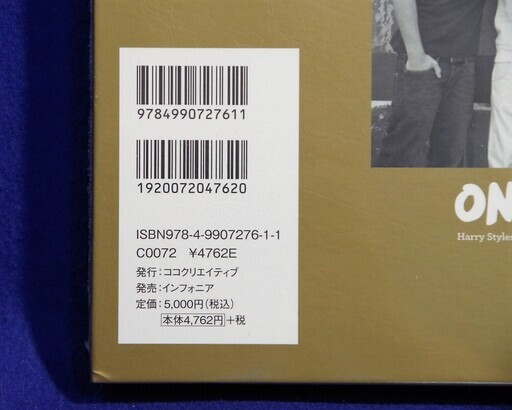 9784990727611
1920072047620
ISBN978-4-9907276-1-1
C0072 ¥4762E
発行：ココクリエイティブ
発売：インフォニア
定価：5,000円（税込）
本体4,762円+税
ON
Harry Styles